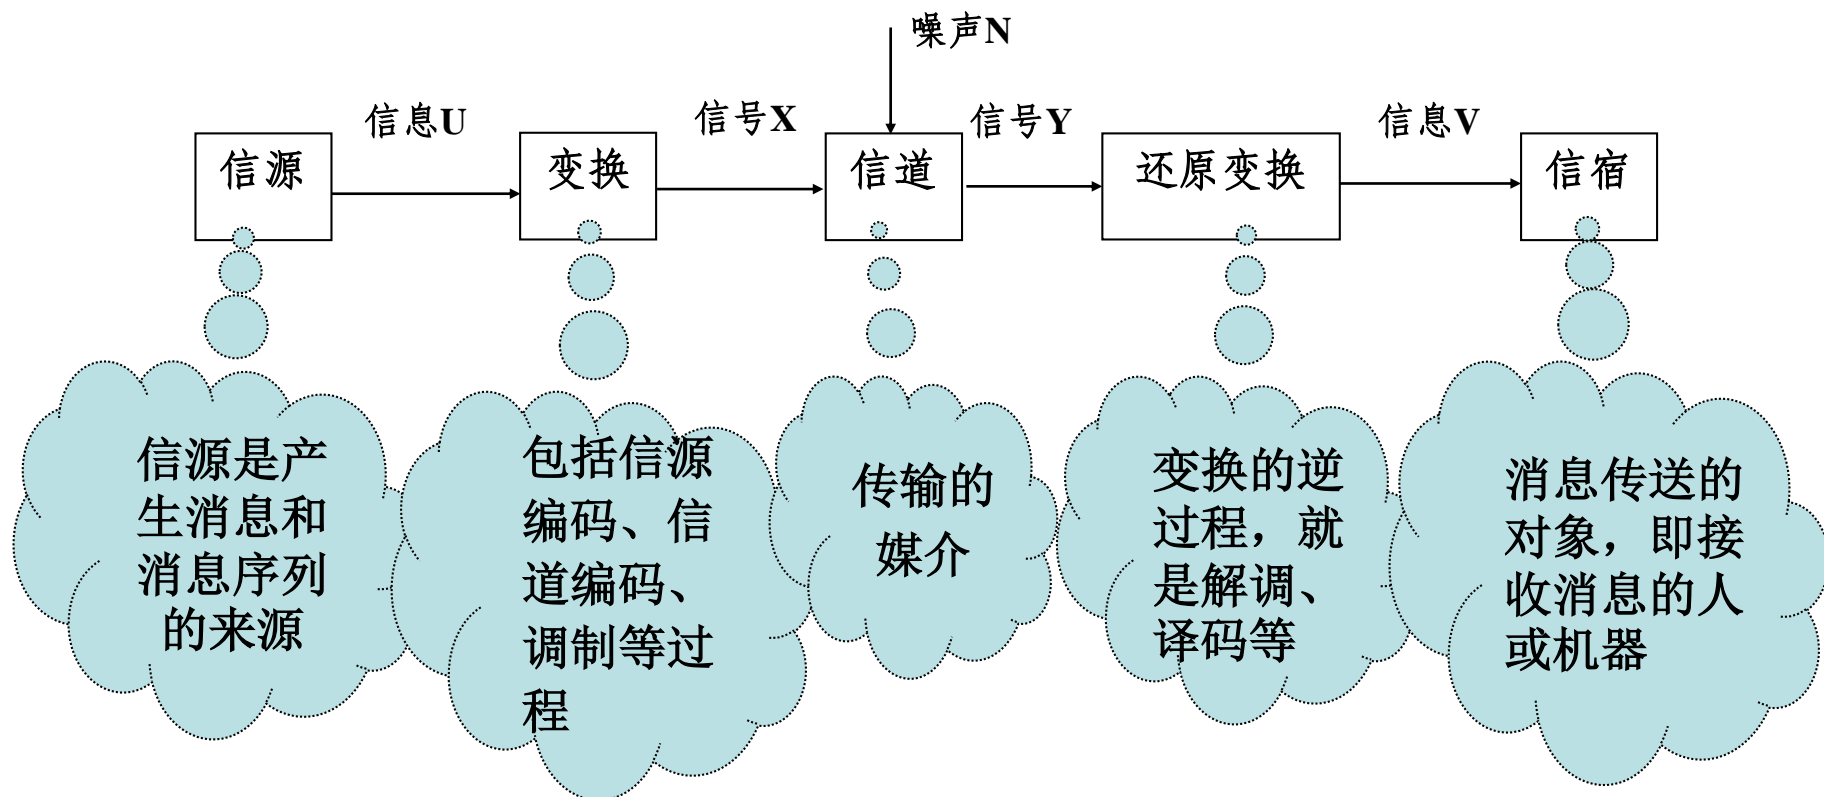 噪声N
信息U
信号X
信号Y
信息V
信源
变换
信道
还原变换
信宿
信源是产
生消息和
消息序列
的来源
包括信源
编码、信
道编码、
调制等过
程
传输的
媒介
变换的逆
过程，就
是解调、
译码等
消息传送的
对象，即接
收消息的人
或机器